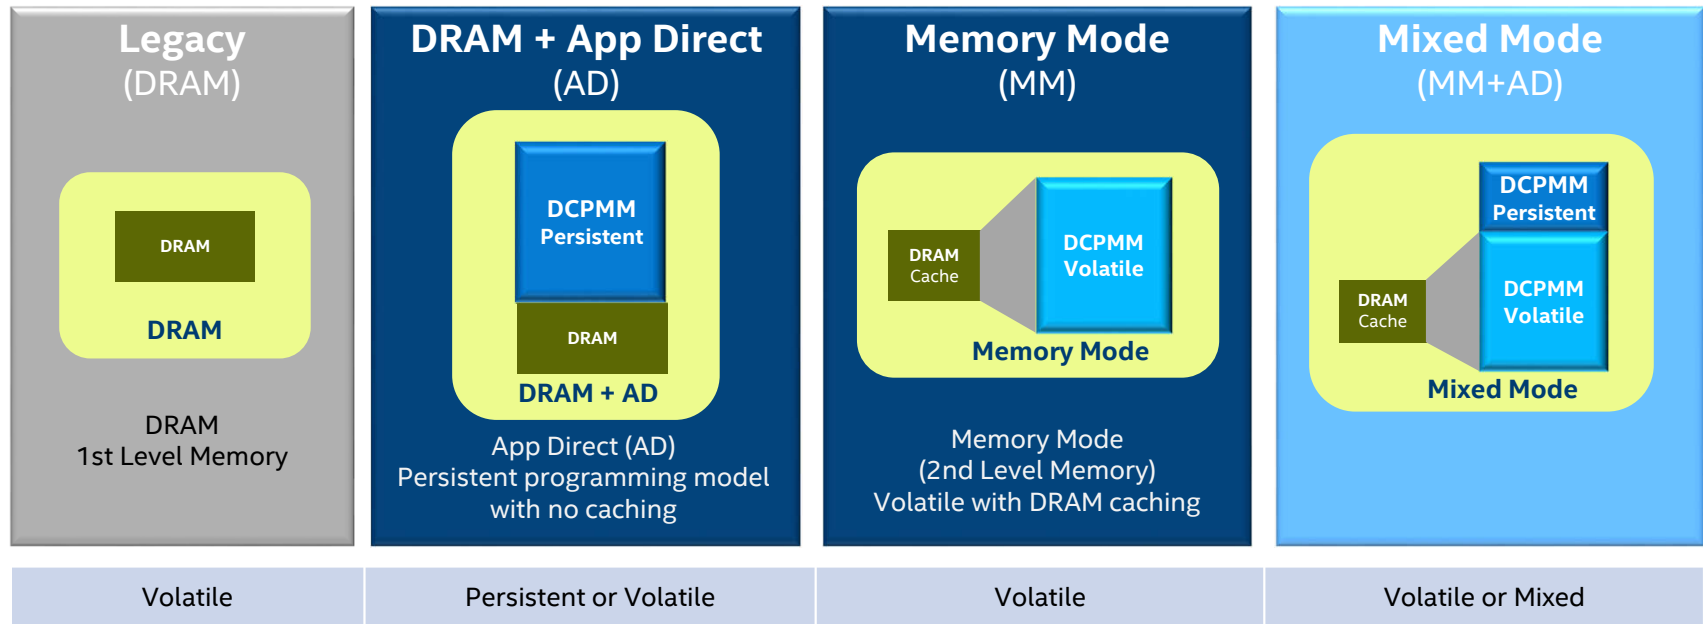 Legacy
(DRAM)
DRAM
DRAM
DRAM
1st Level Memory
DRAM + App Direct
(AD)
DCPMM
Persistent
DRAM
DRAM + AD
App Direct (AD)
Persistent programming model
with no caching
Memory Mode
(MM)
DRAM
Cache
DCPMM
Volatile
Memory Mode
Memory Mode
(2nd Level Memory)
Volatile with DRAM caching
Mixed Mode
(MM+AD)
DCPMM
Persistent
DRAM
Cache
DCPMM
Volatile
Mixed Mode
Volatile
Persistent or Volatile
Volatile
Volatile or Mixed